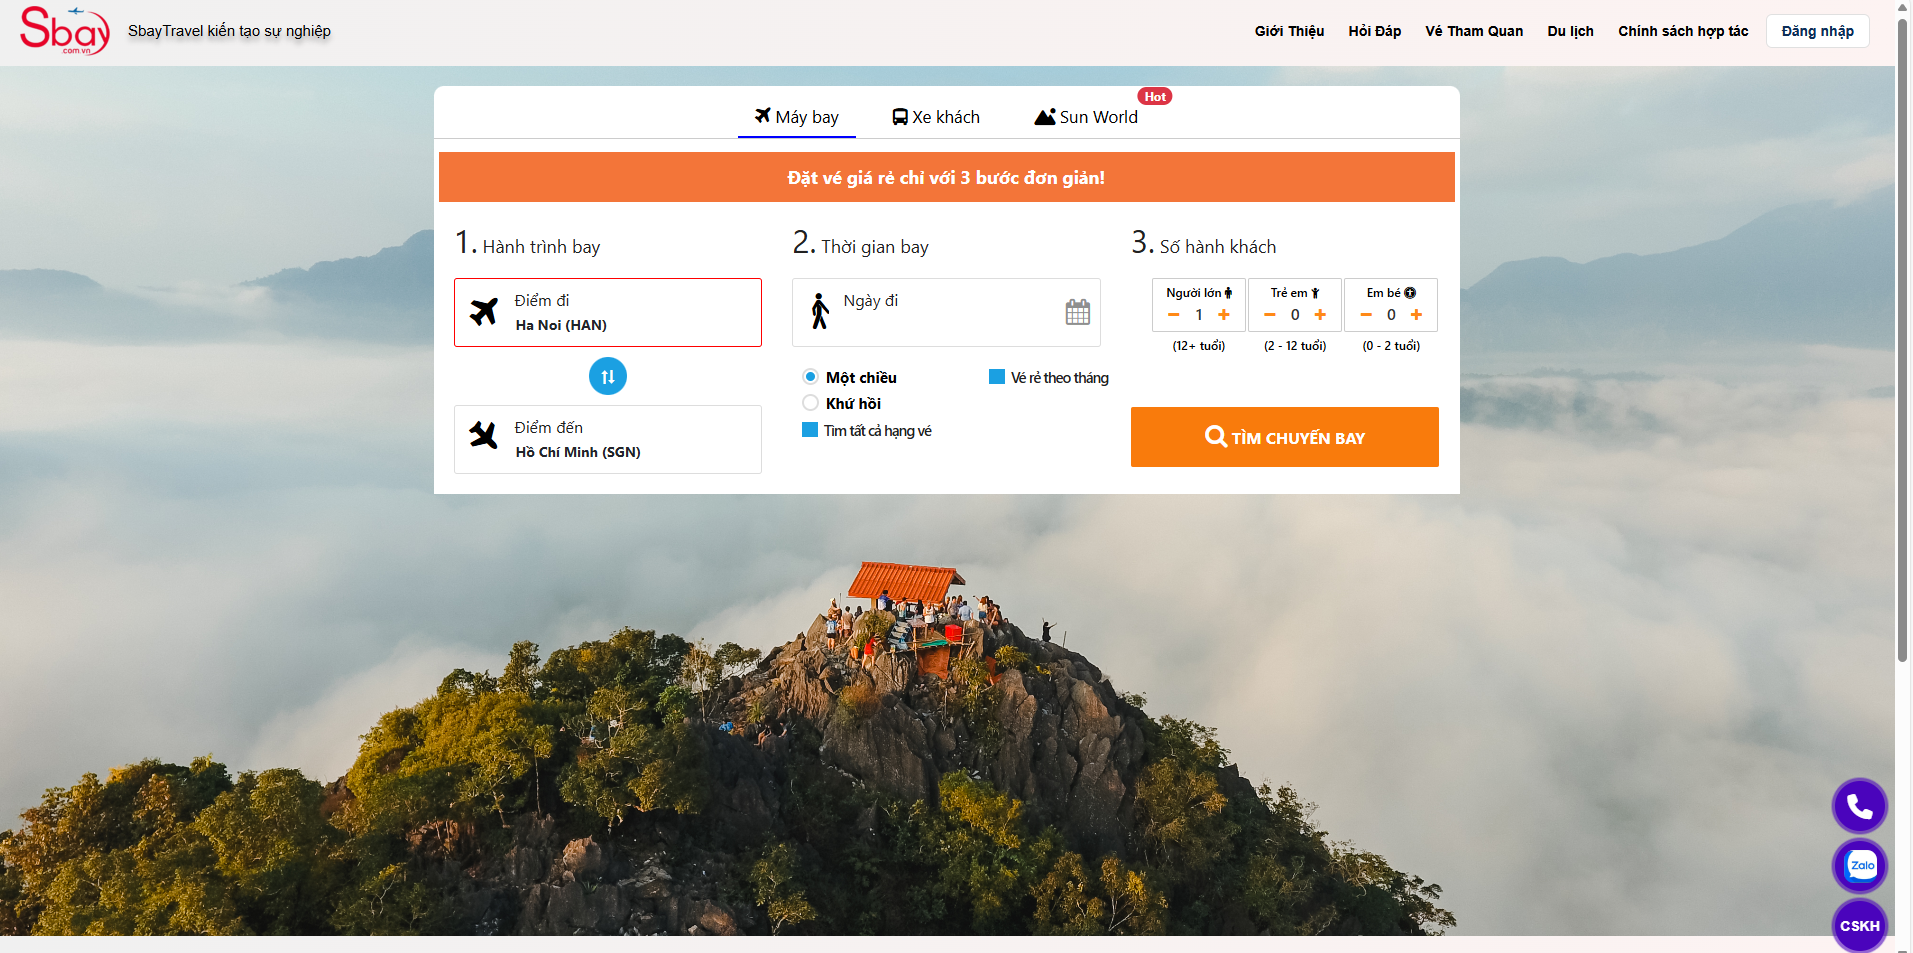 Sbay
com.vn
SbayTravel kiến tạo sự nghiệp
Giới Thiệu
Hỏi Đáp
Vé Tham Quan
Du lịch
Chính sách hợp tác
Đăng nhập
Máy bay
Xe khách
Sun World
Hot
Đặt vé giá rẻ chỉ với 3 bước đơn giản!
1. Hành trình bay
Điểm đi
Ha Noi (HAN)
Điểm đến
Hồ Chí Minh (SGN)
2. Thời gian bay
Ngày đi
Một chiều
Vé rẻ theo tháng
Khứ hồi
Tìm tất cả hạng vé
3. Số hành khách
Người lớn
Trẻ em
Em bé
− 1 +
− 0 +
− 0 +
(12+ tuổi)
(2 - 12 tuổi)
(0 - 2 tuổi)
TÌM CHUYẾN BAY
Zalo
CSKH